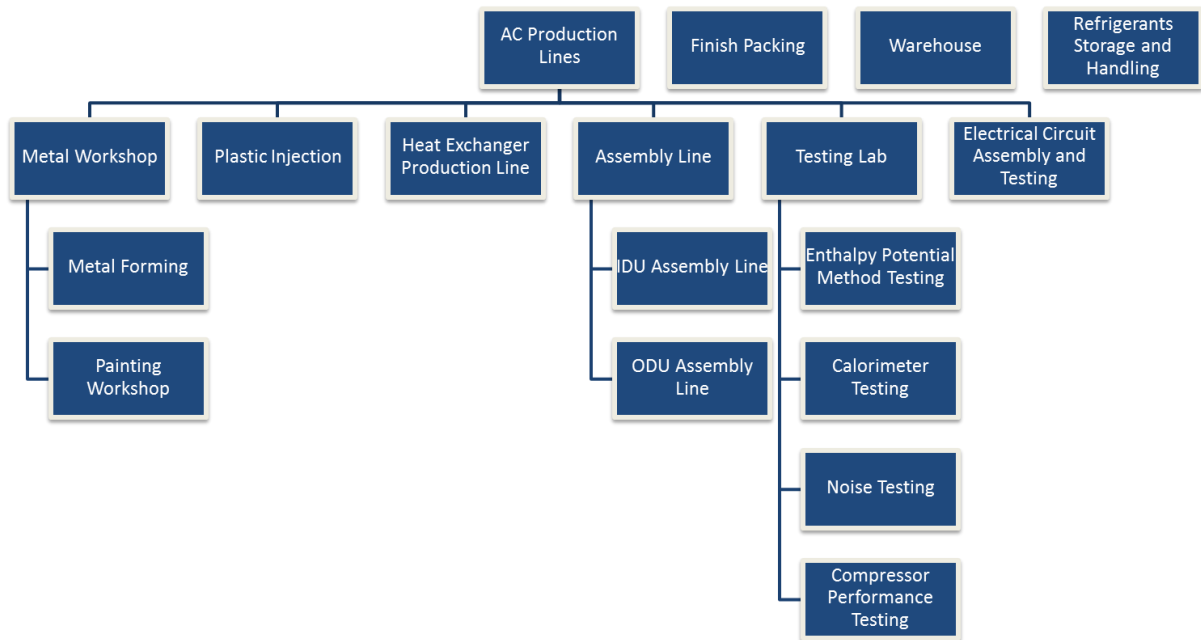 AC Production
Lines
Finish Packing
Warehouse
Refrigerants
Storage and
Handling
Metal Workshop
Plastic Injection
Heat Exchanger
Production Line
Assembly Line
Testing Lab
Electrical Circuit
Assembly and
Testing
Metal Forming
Painting
Workshop
IDU Assembly Line
ODU Assembly
Line
Enthalpy Potential
Method Testing
Calorimeter
Testing
Noise Testing
Compressor
Performance
Testing